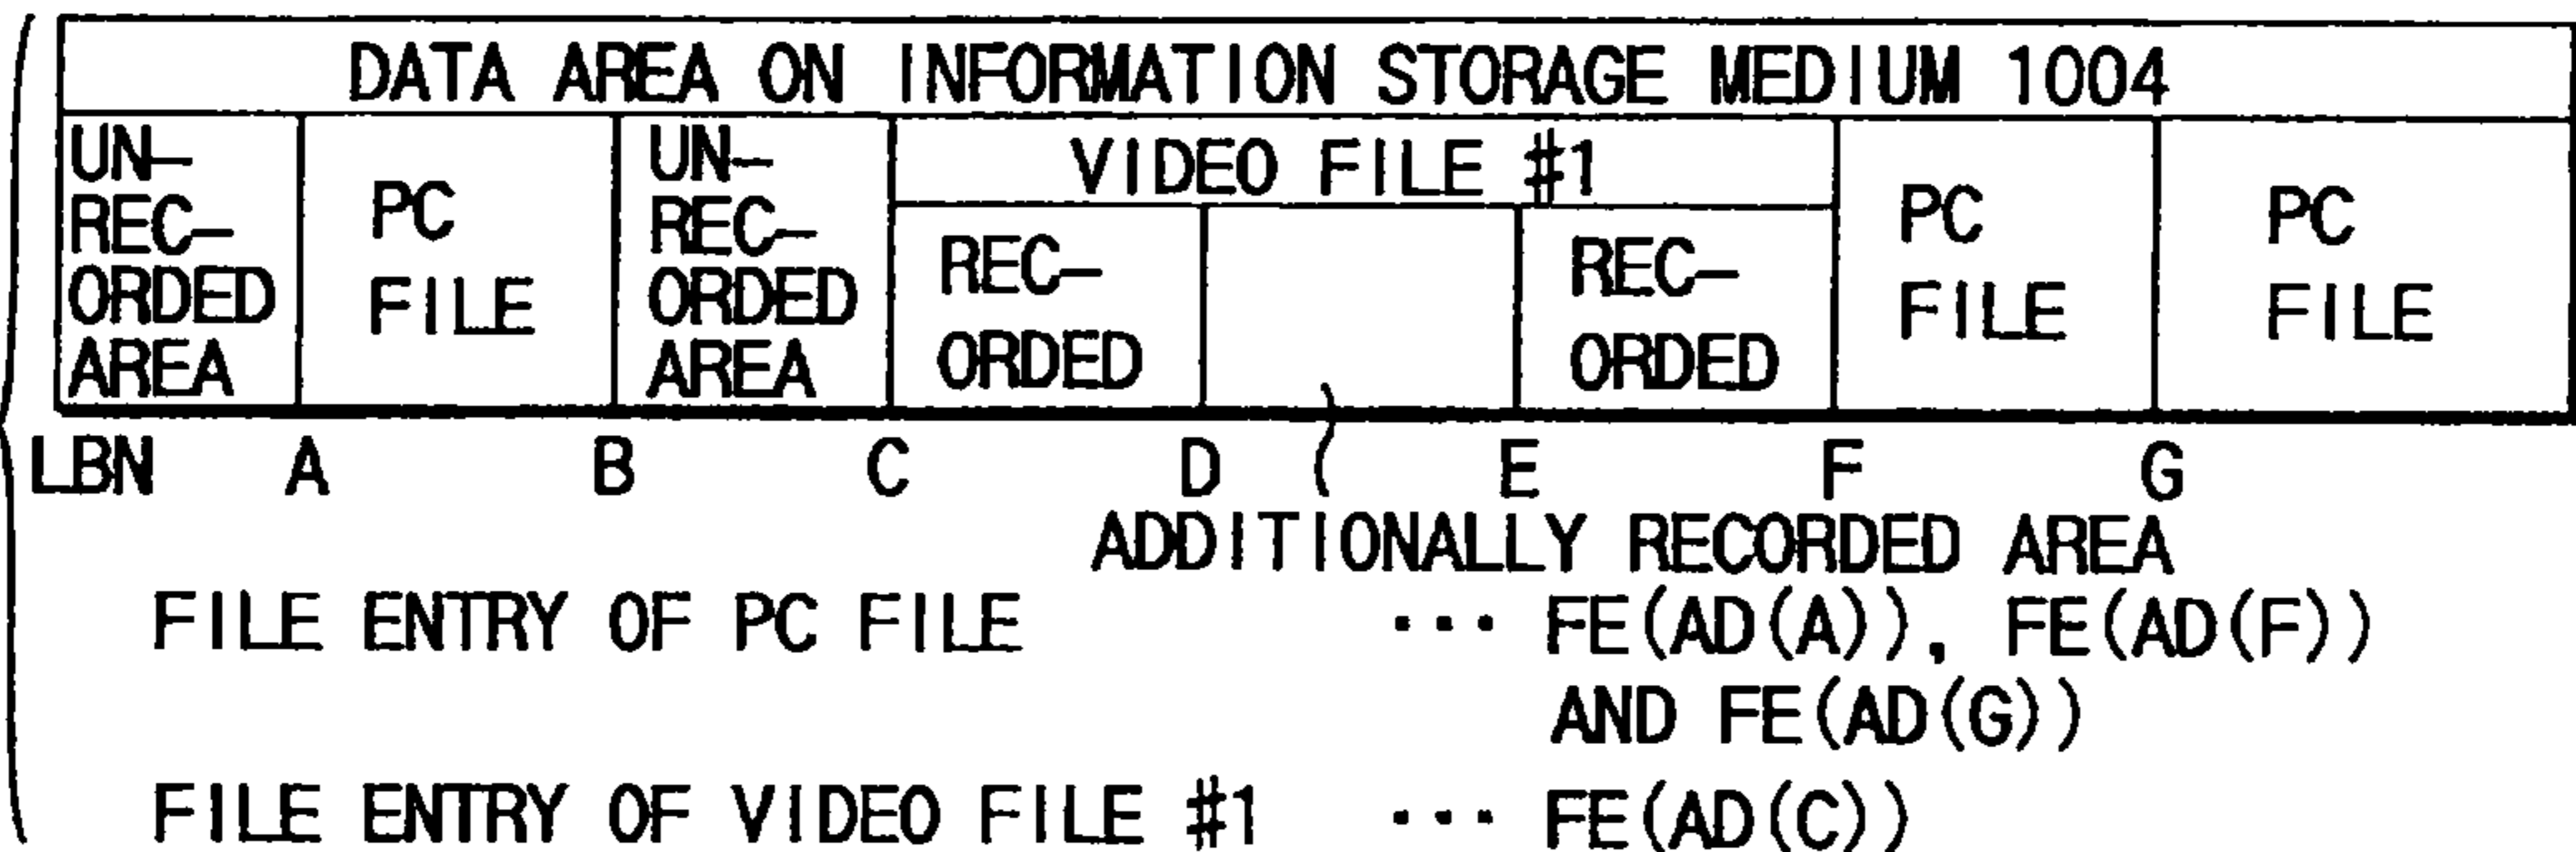 DATA AREA ON INFORMATION STORAGE MEDIUM 1004
UN-
REC-
ORDED
AREA
PC
FILE
UN-
REC-
ORDED
AREA
VIDEO FILE #1
REC-
ORDED
REC-
ORDED
PC
FILE
PC
FILE
LBN A B C D E F G
ADDITIONALLY RECORDED AREA
FILE ENTRY OF PC FILE ··· FE(AD(A)), FE(AD(F))
AND FE(AD(G))
FILE ENTRY OF VIDEO FILE #1 ··· FE(AD(C))